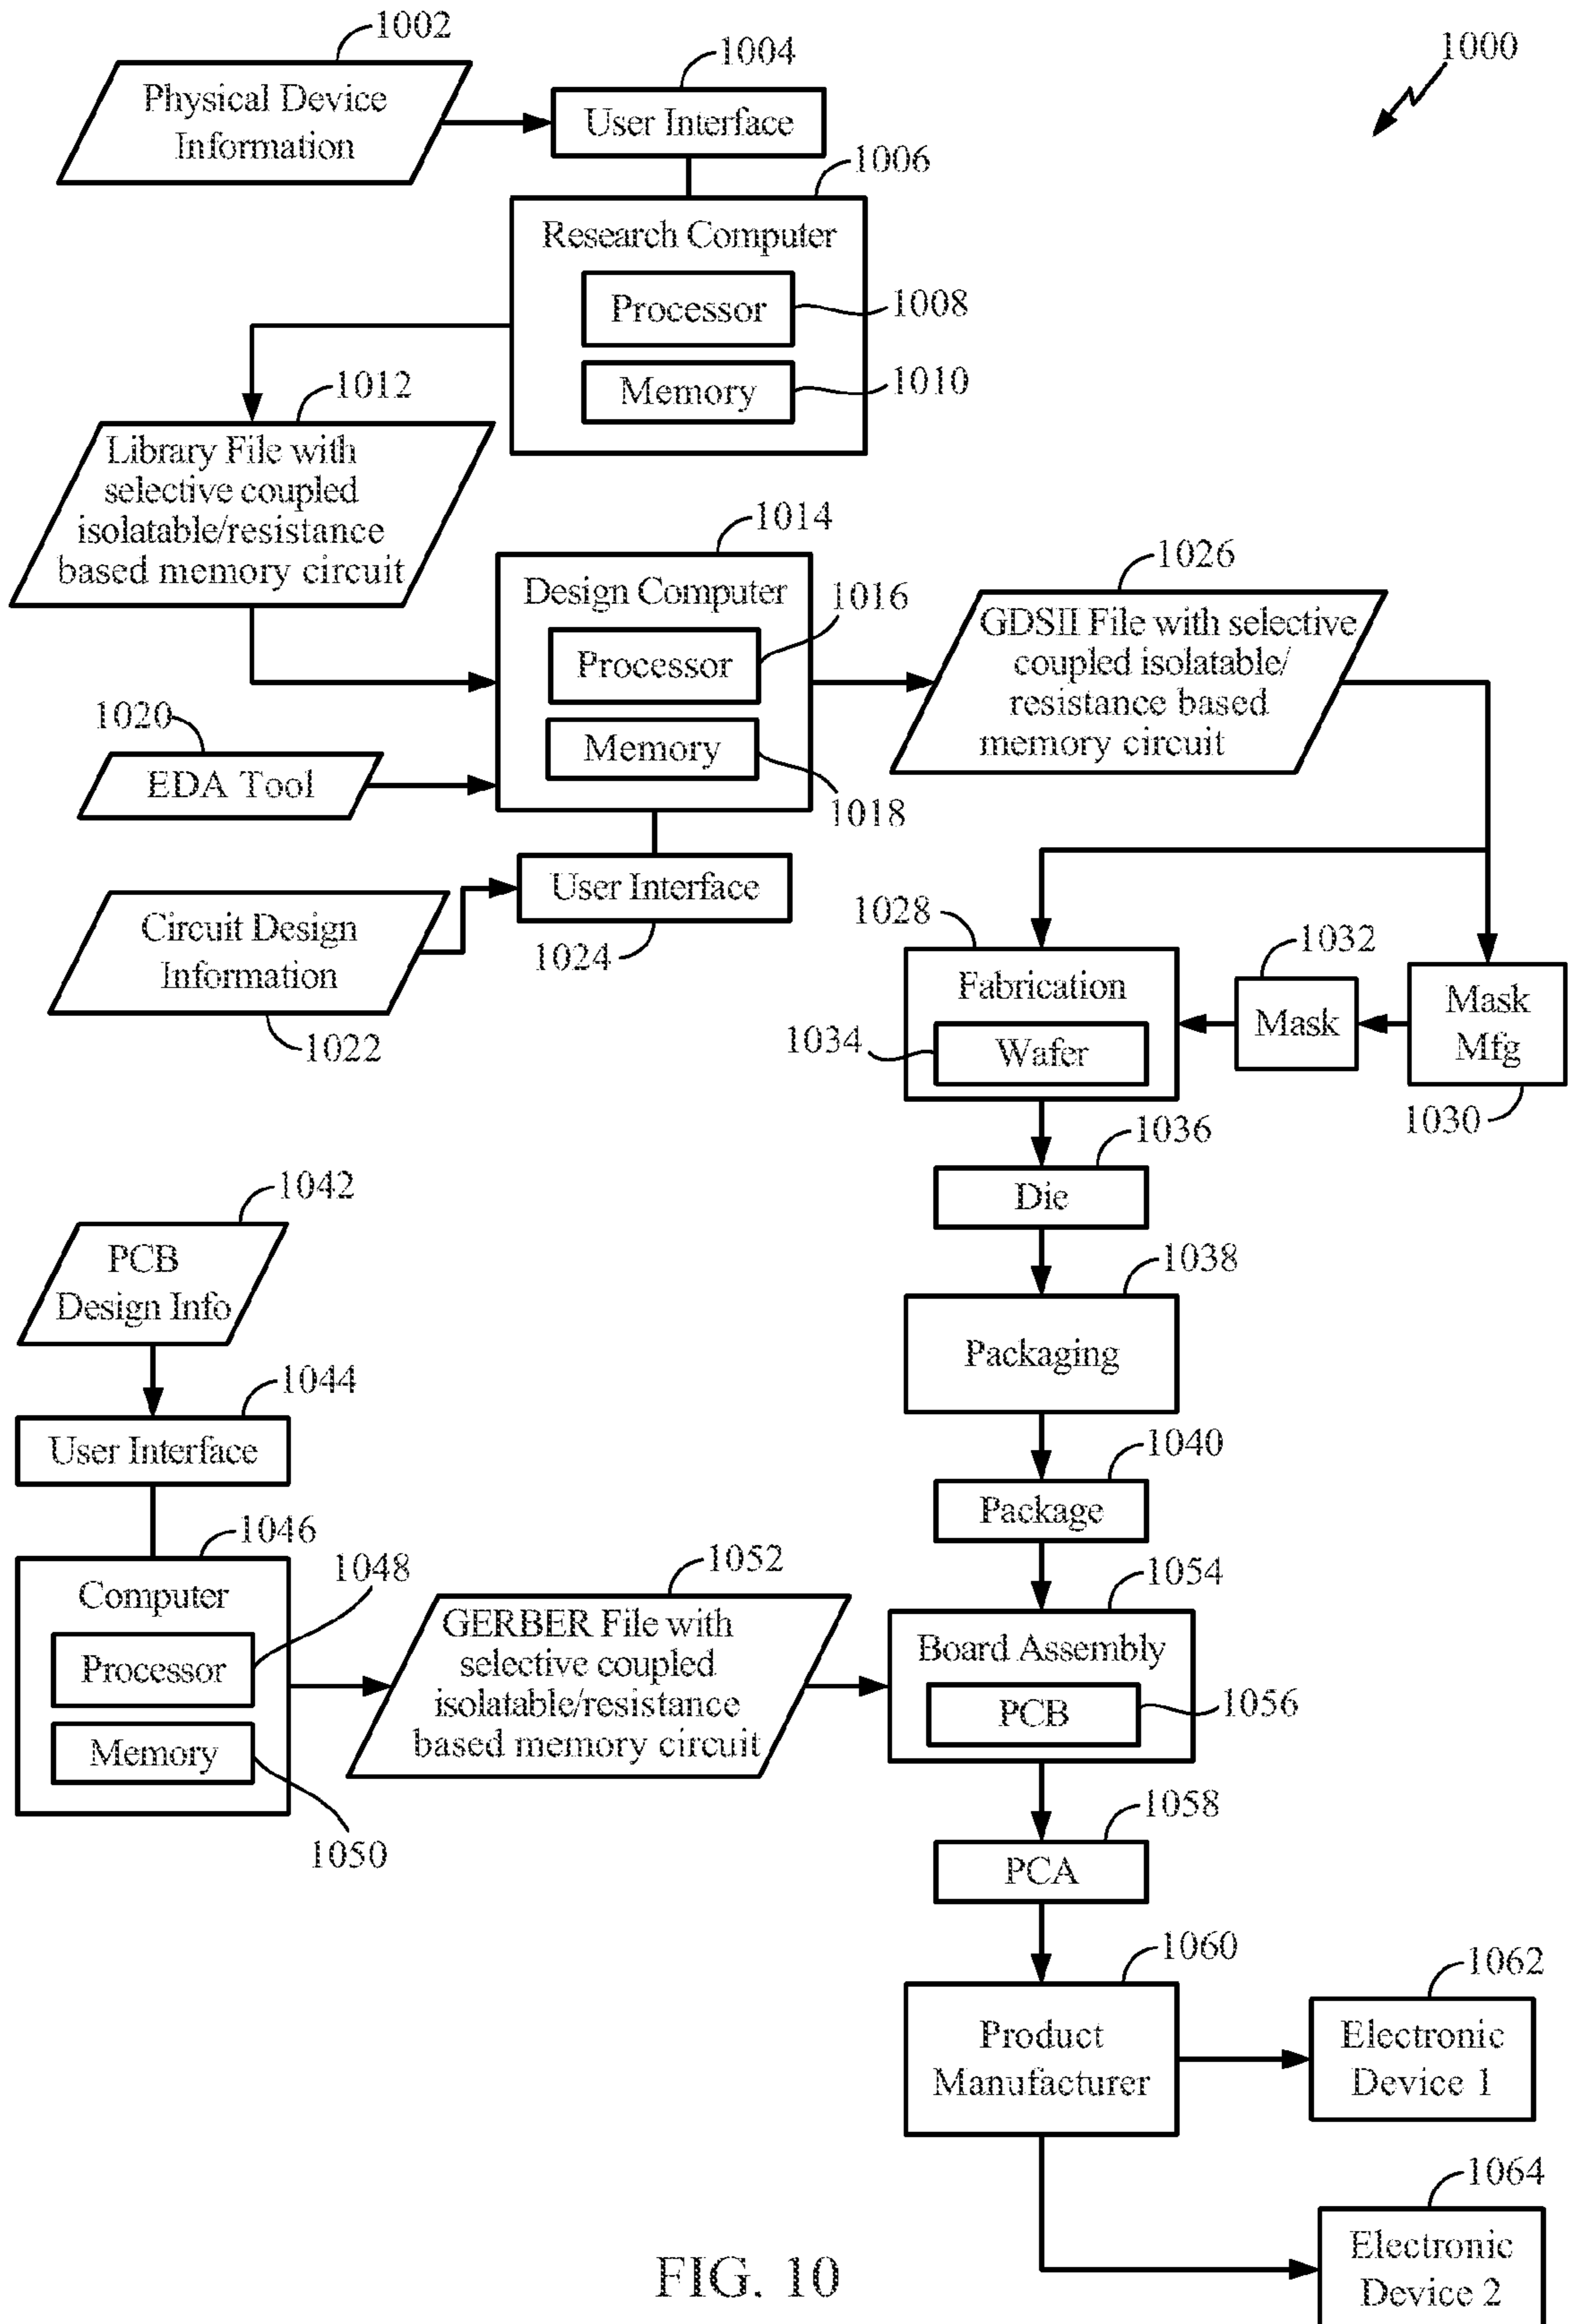 1002
Physical Device
Information
1004
User Interface
1000
1006
Research Computer
Processor
1008
Memory
1010
1012
Library File with
selective coupled
isolatable/resistance
based memory circuit
1014
Design Computer
1016
Processor
Memory
1018
1020
EDA Tool
1026
GDSII File with selective
coupled isolatable/
resistance based
memory circuit
User Interface
1024
Circuit Design
Information
1022
1028
Fabrication
1034
Wafer
1032
Mask
Mask
Mfg
1030
1036
Die
1038
Packaging
1040
Package
1042
PCB
Design Info
1044
User Interface
1046
Computer
1048
Processor
Memory
1050
1052
GERBER File with
selective coupled
isolatable/resistance
based memory circuit
1054
Board Assembly
PCB
1056
1058
PCA
1060
Product
Manufacturer
1062
Electronic
Device 1
1064
Electronic
Device 2
FIG. 10